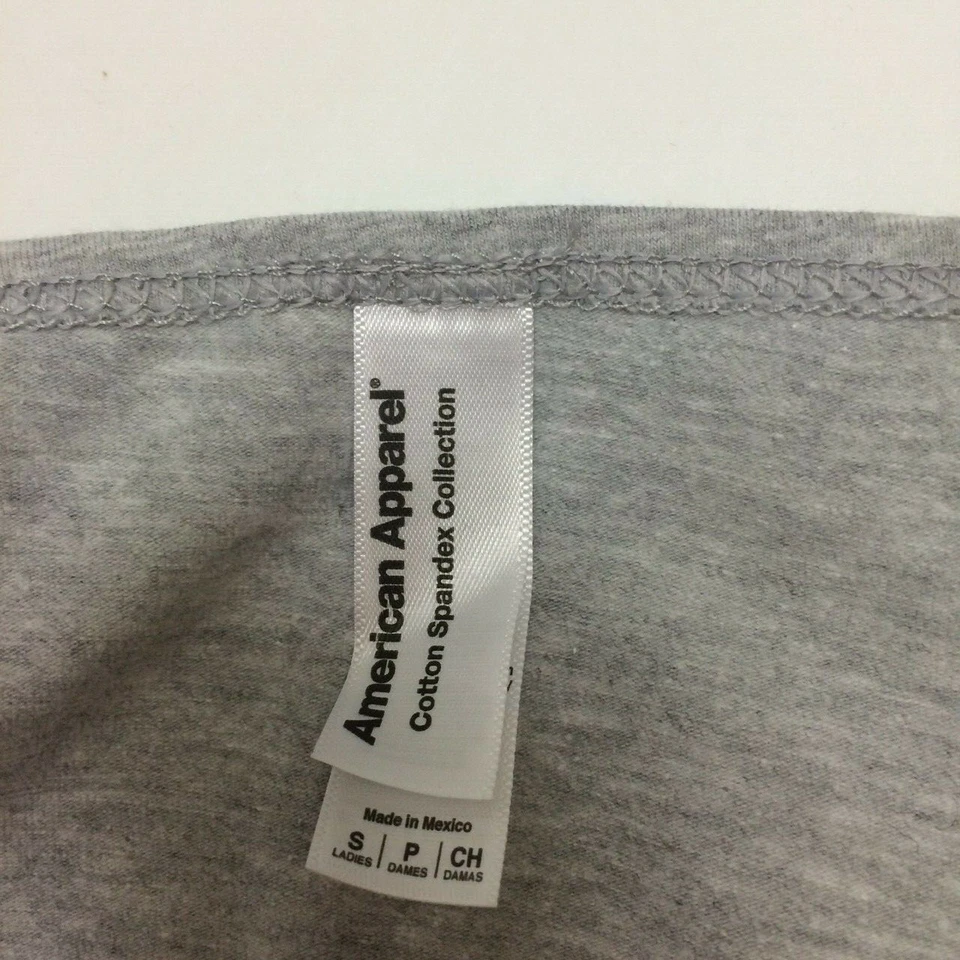 American Apparel®
Cotton Spandex Collection
Made in Mexico
S | P | CH
LADIES | DAMES | DAMAS